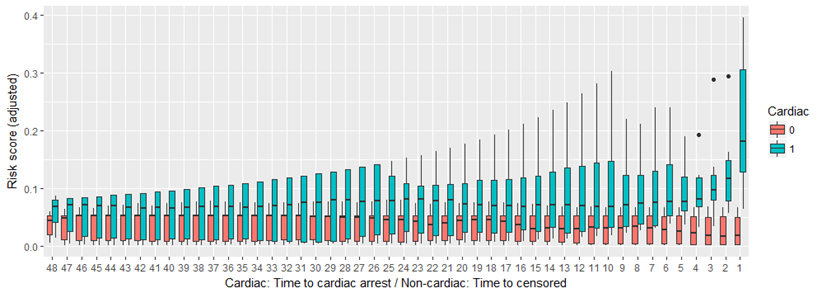 0.4
0.3
0.2
0.1
0.0
Risk score (adjusted)
48 47 46 45 44 43 42 41 40 39 38 37 36 35 34 33 32 31 30 29 28 27 26 25 24 23 22 21 20 19 18 17 16 15 14 13 12 11 10 9 8 7 6 5 4 3 2 1
Cardiac: Time to cardiac arrest / Non-cardiac: Time to censored
Cardiac
0
1